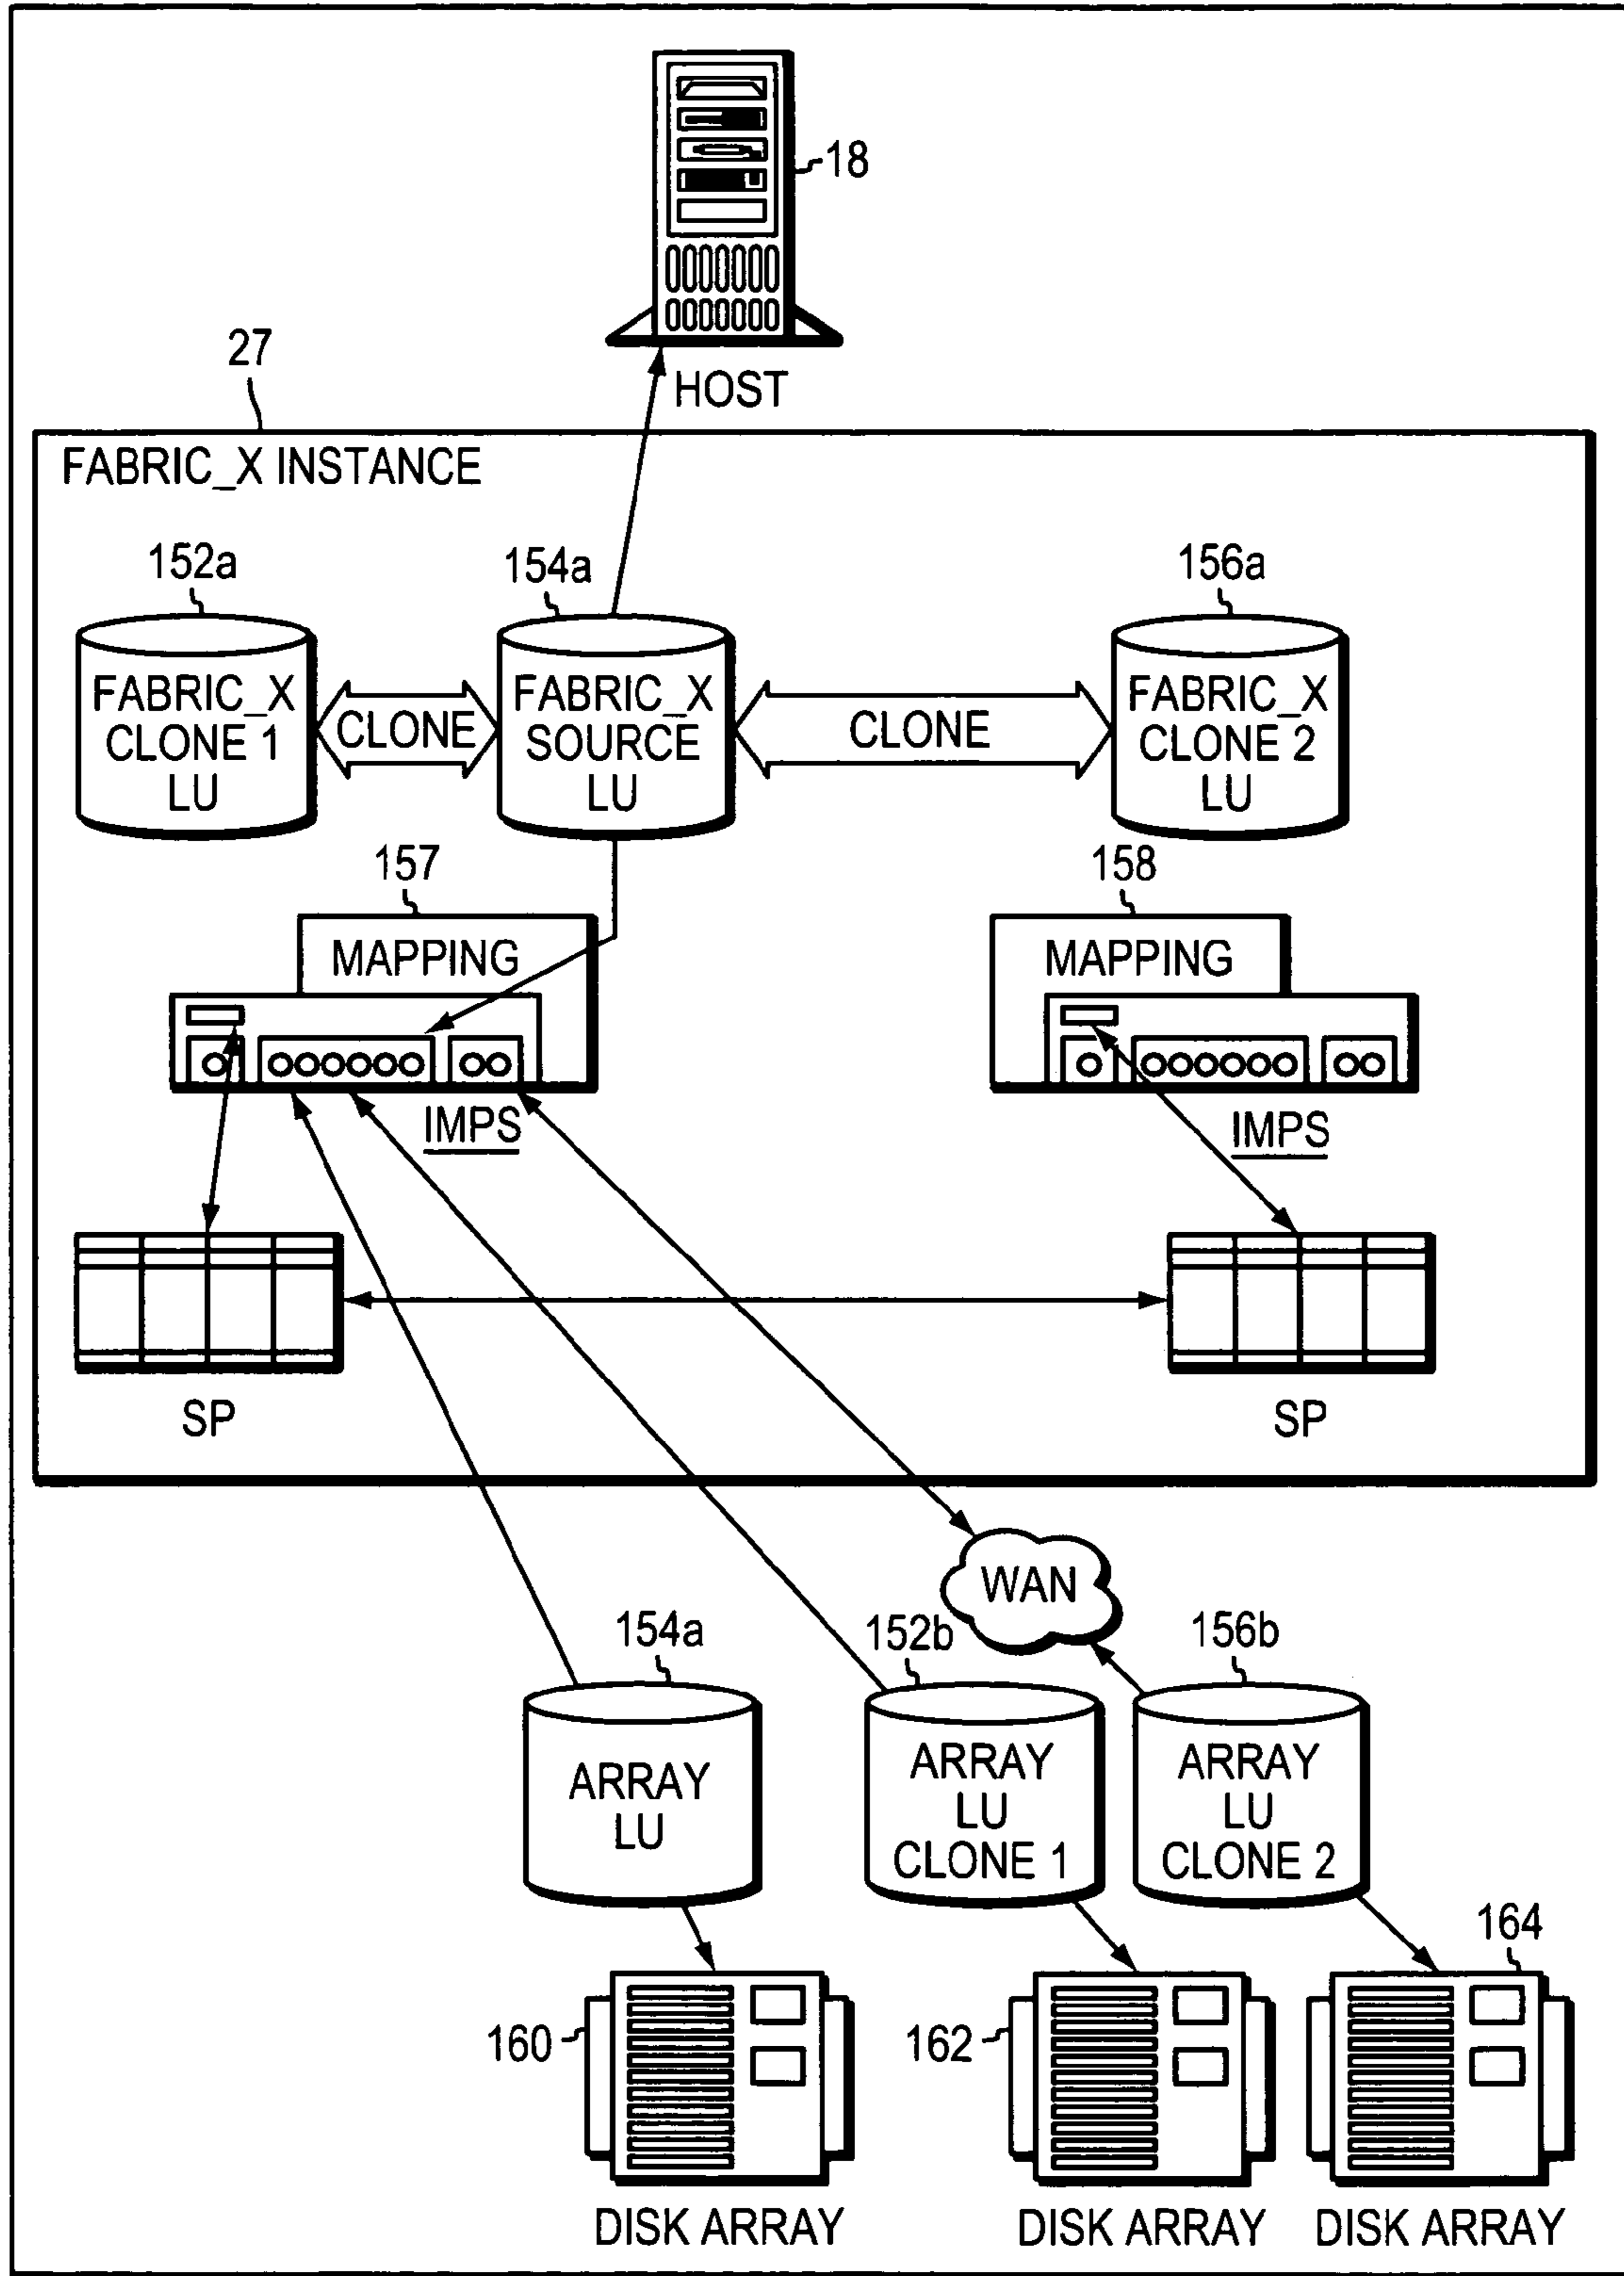 18
HOST
27
FABRIC_X INSTANCE
152a
154a
156a
FABRIC_X
CLONE 1
LU
CLONE
FABRIC_X
SOURCE
LU
CLONE
FABRIC_X
CLONE 2
LU
157
158
MAPPING
MAPPING
IMPS
IMPS
SP
SP
WAN
154a
152b
156b
ARRAY
LU
ARRAY
LU
CLONE 1
ARRAY
LU
CLONE 2
164
160
162
DISK ARRAY
DISK ARRAY
DISK ARRAY